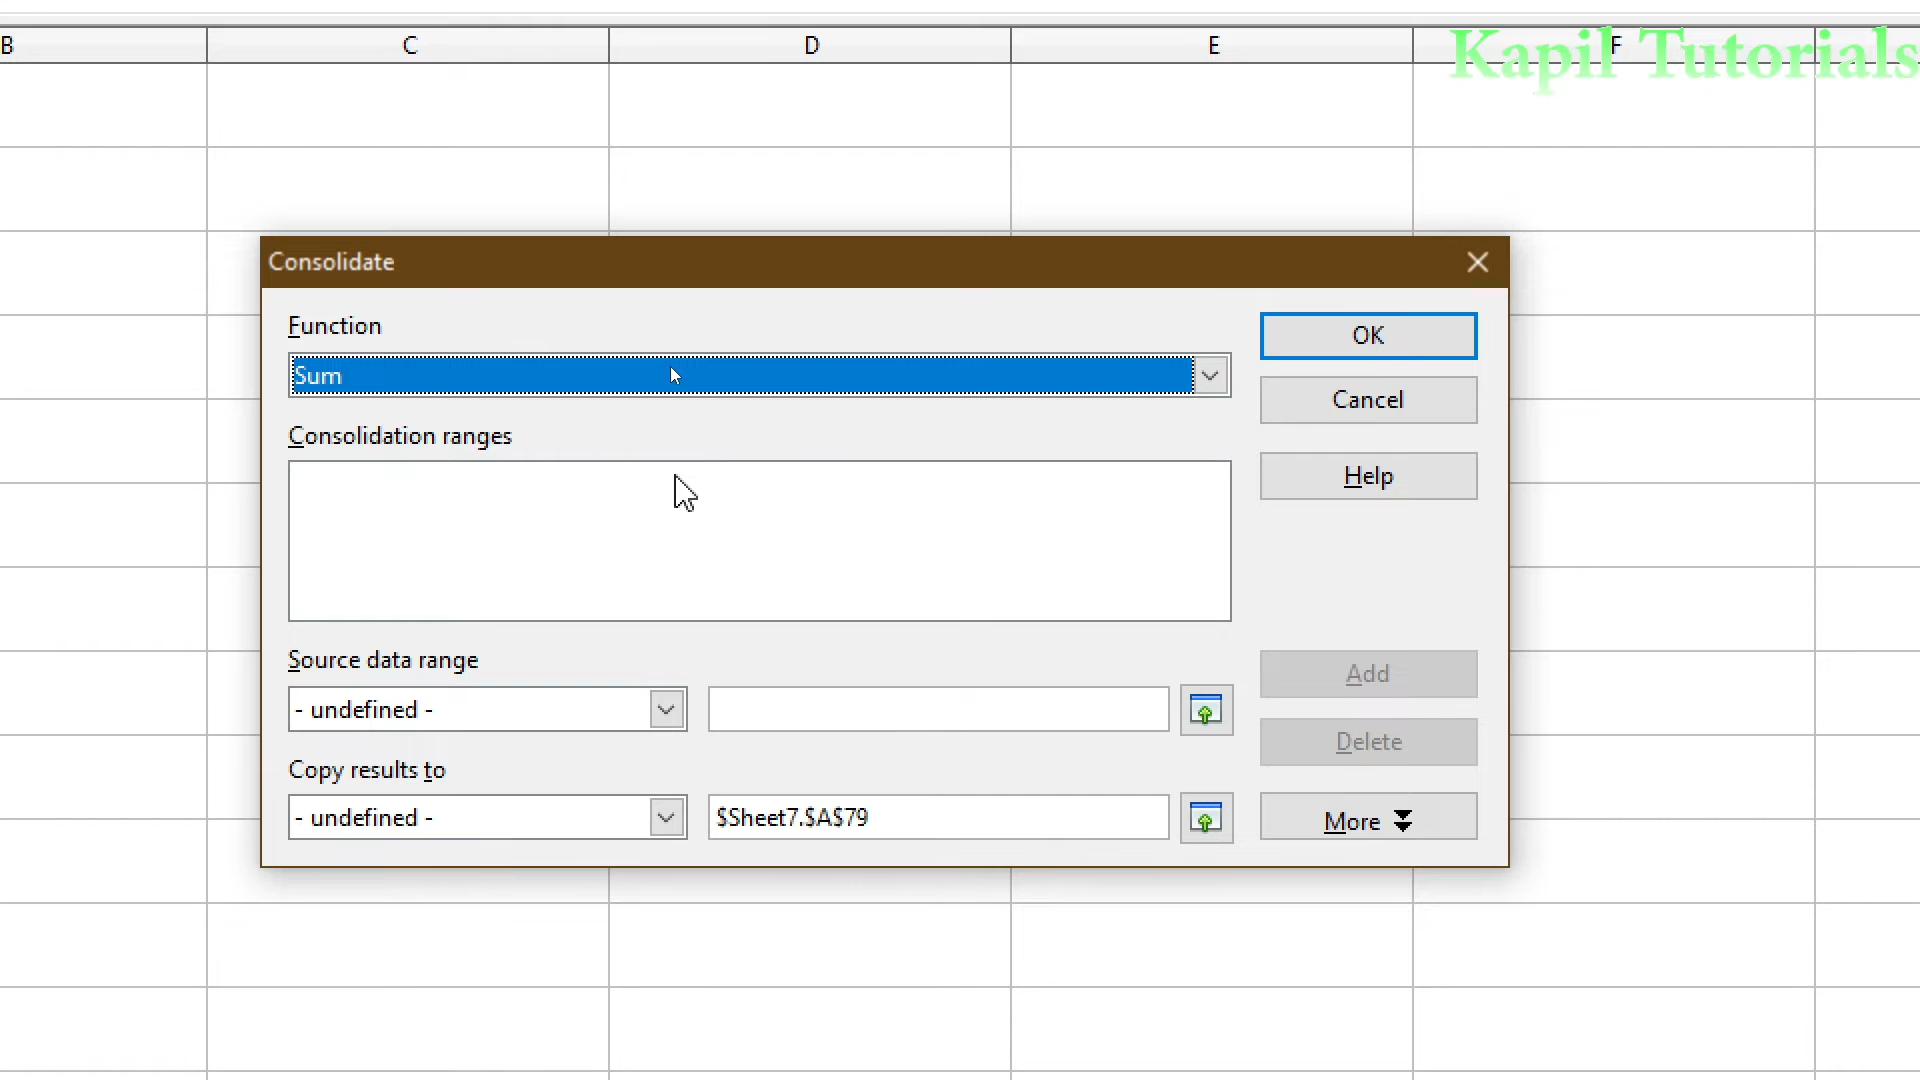 B C D E F
Kapil Tutorials
Consolidate
Function
OK
Sum
Cancel
Consolidation ranges
Help
Source data range
Add
- undefined -
Delete
Copy results to
- undefined - $Sheet7.$A$79
More